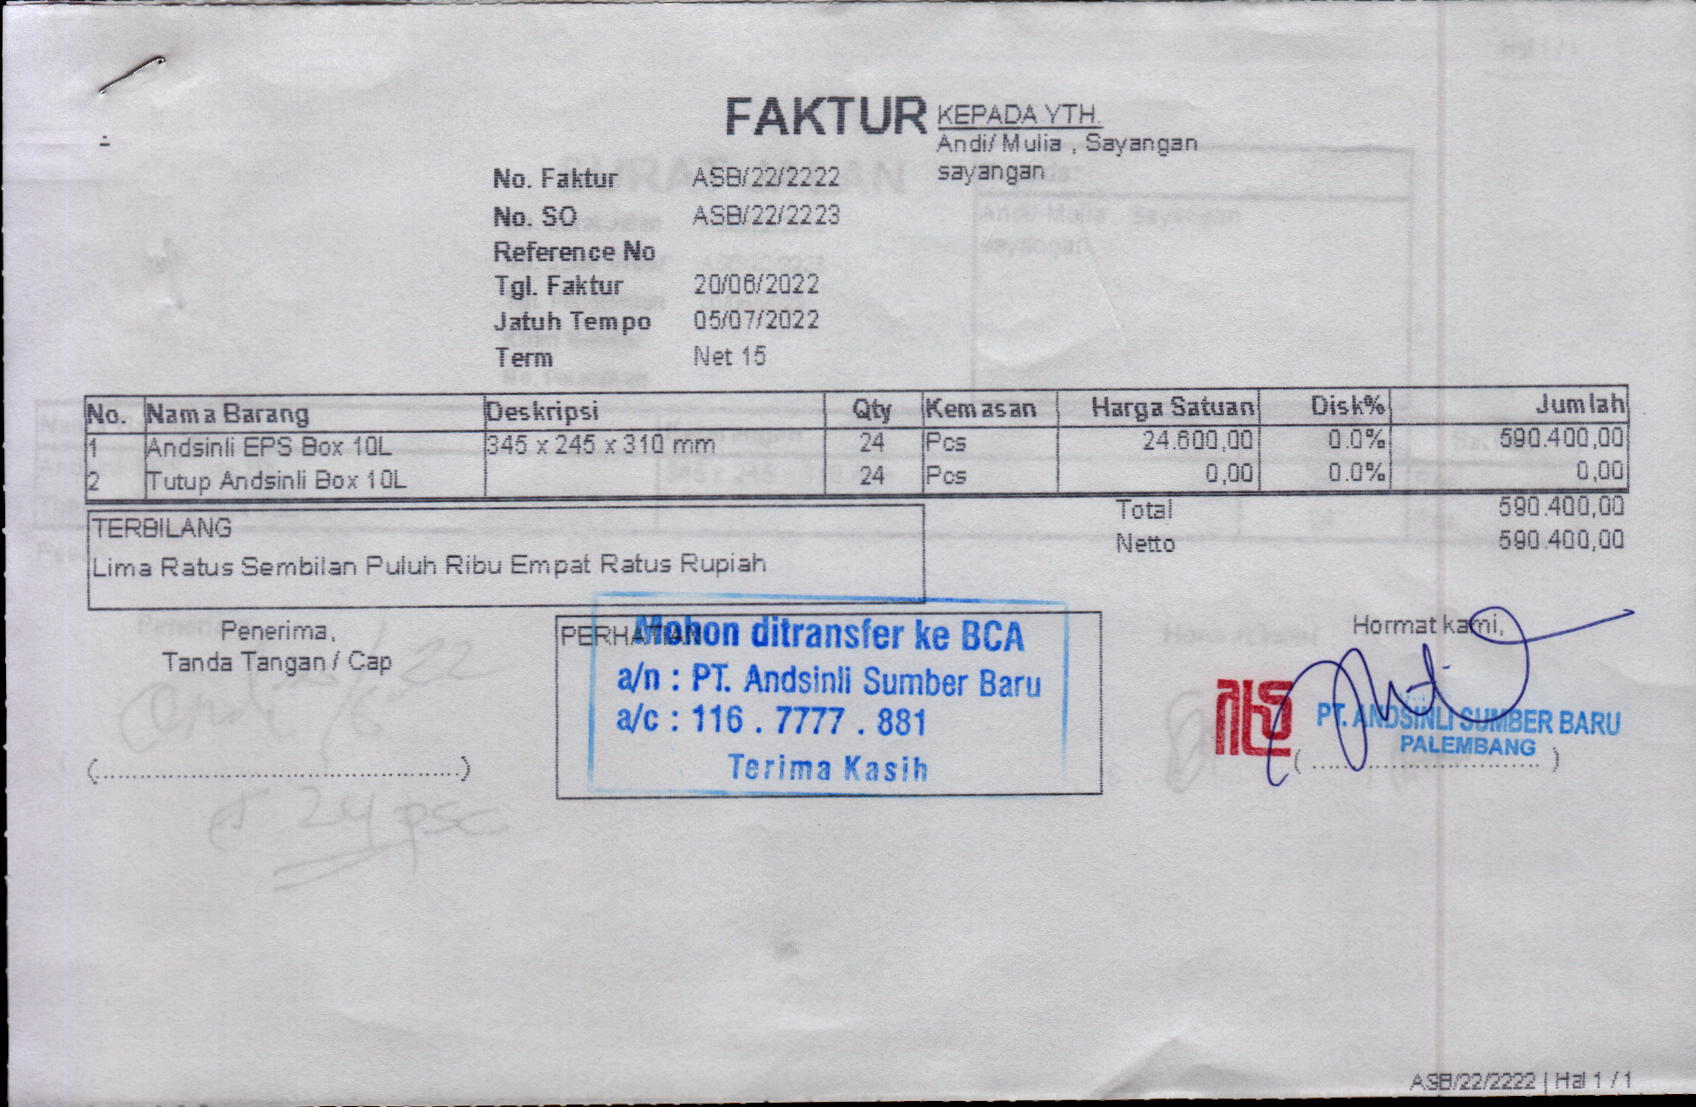 FAKTUR
KEPADA YTH.
Andi/ Mulia , Sayangan
sayangan
No. Faktur ASB/22/2222
No. SO ASB/22/2223
Reference No
Tgl. Faktur 20/06/2022
Jatuh Tempo 05/07/2022
Term Net 15
No. Nama Barang Deskripsi Qty Kemasan Harga Satuan Disk% Jumlah
1 Andsinli EPS Box 10L 345 x 245 x 310 mm 24 Pcs 24.600,00 0.0% 590.400,00
2 Tutup Andsinli Box 10L 24 Pcs 0,00 0.0% 0,00
Total 590.400,00
Netto 590.400,00
TERBILANG
Lima Ratus Sembilan Puluh Ribu Empat Ratus Rupiah
Penerima,
Tanda Tangan / Cap
(............................................)
PERHATIAN
Mohon ditransfer ke BCA
a/n : PT. Andsinli Sumber Baru
a/c : 116 . 7777 . 881
Terima Kasih
Hormat kami,
PT. ANDSINLI SUMBER BARU
PALEMBANG
(............................)
ASB/22/2222 | Hal 1 / 1